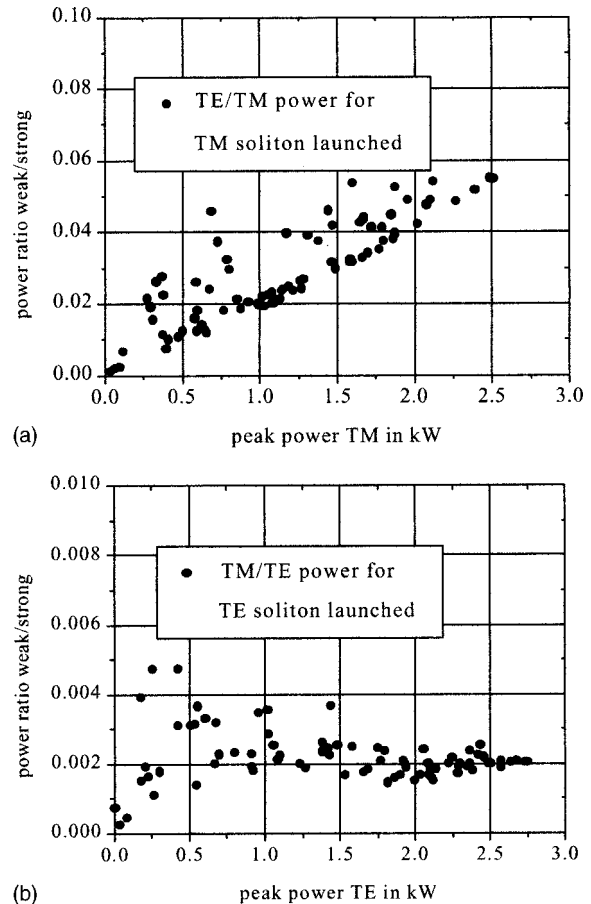 0.10
0.08
0.06
0.04
0.02
0.00
power ratio weak/strong
TE/TM power for
TM soliton launched
0.0 0.5 1.0 1.5 2.0 2.5 3.0
(a)
peak power TM in kW
0.010
0.008
0.006
0.004
0.002
0.000
power ratio weak/strong
TM/TE power for
TE soliton launched
0.0 0.5 1.0 1.5 2.0 2.5 3.0
(b)
peak power TE in kW